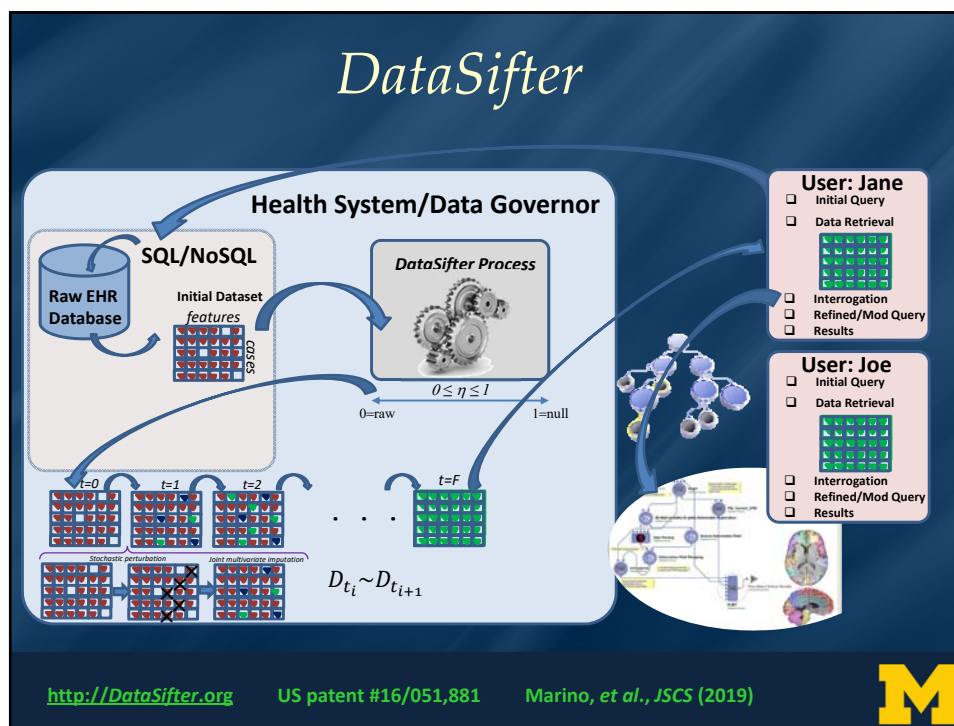 DataSifter
Health System/Data Governor
SQL/NoSQL
Raw EHR
Database
Initial Dataset
features
cases
DataSifter Process
0 ≤ η ≤ 1
0=raw
1=null
t=0
t=1
t=2
. . .
t=F
Stochastic perturbation
Joint multivariate imputation
D_{t_i}~D_{t_{i+1}}
User: Jane
❑ Initial Query
❑ Data Retrieval
❑ Interrogation
❑ Refined/Mod Query
❑ Results
User: Joe
❑ Initial Query
❑ Data Retrieval
❑ Interrogation
❑ Refined/Mod Query
❑ Results
http://DataSifter.org US patent #16/051,881 Marino, et al., JSCS (2019)
M